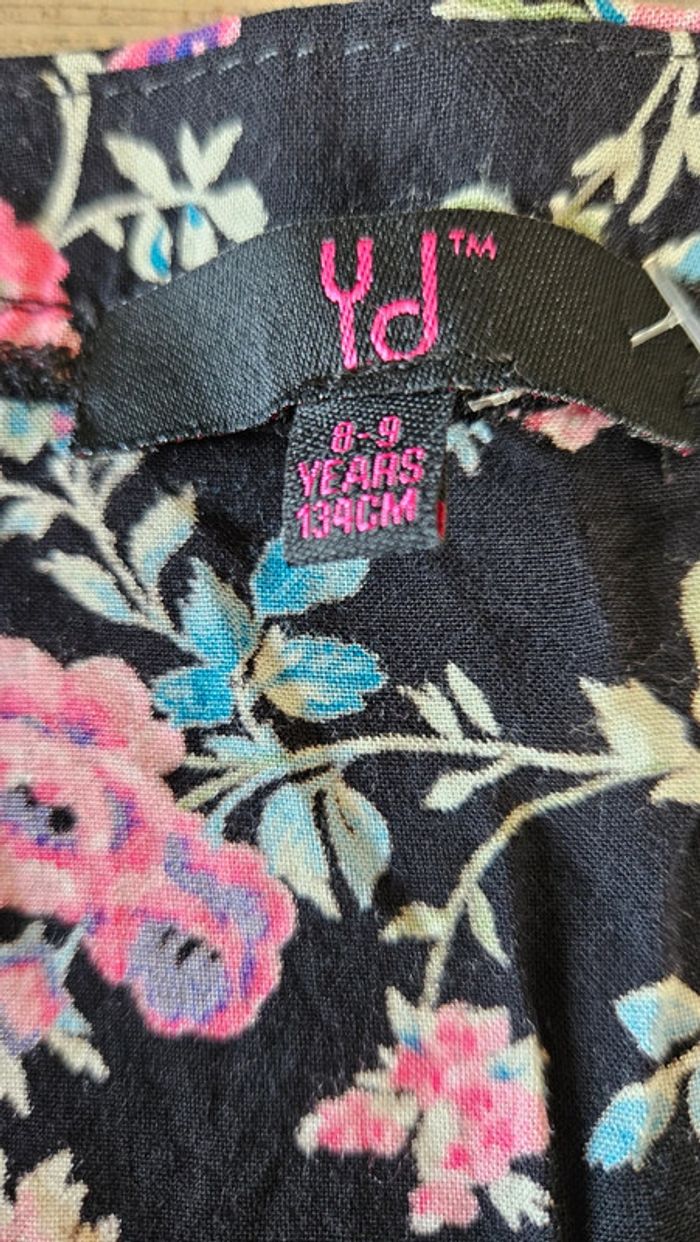 Yd™
8-9
YEARS
134CM